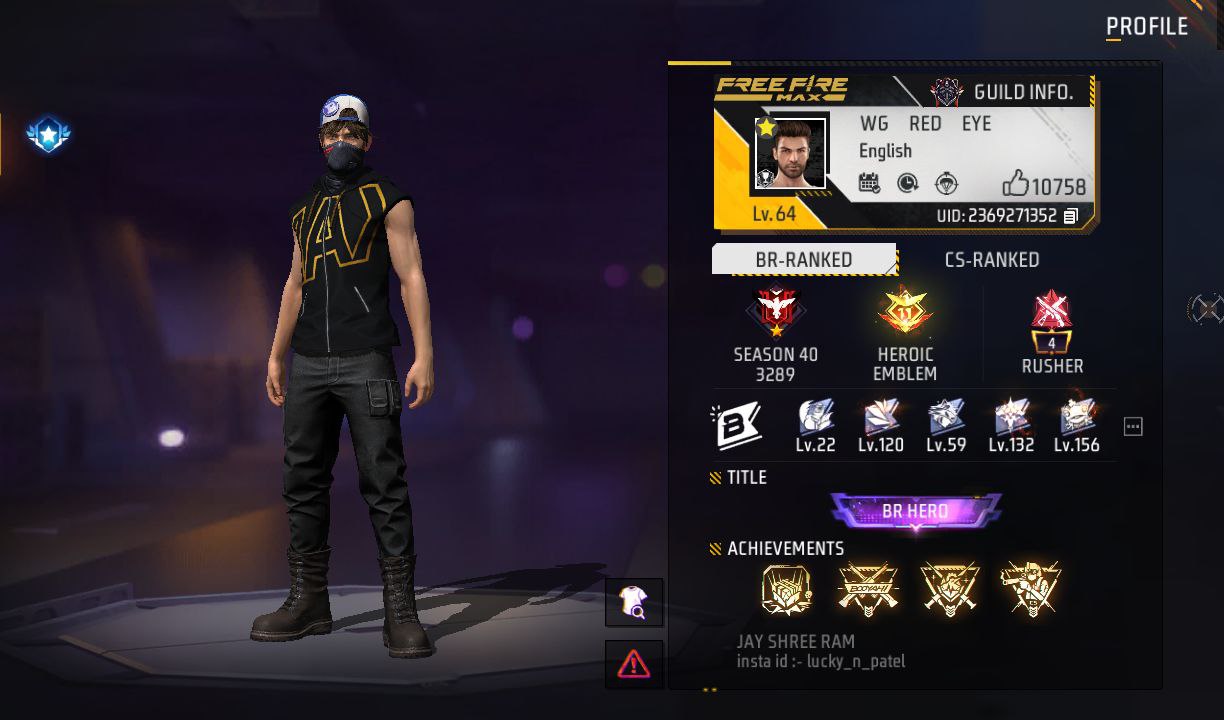 PROFILE
FREE FIRE
MAX
GUILD INFO.
WG RED EYE
English
10758
Lv. 64
UID: 2369271352
BR-RANKED
CS-RANKED
SEASON 40
3289
HEROIC
EMBLEM
4
RUSHER
B
Lv.22
Lv.120
Lv.59
Lv.132
Lv.156
TITLE
BR HERO
ACHIEVEMENTS
BOOYAH!
JAY SHREE RAM
insta id :- lucky_n_patel